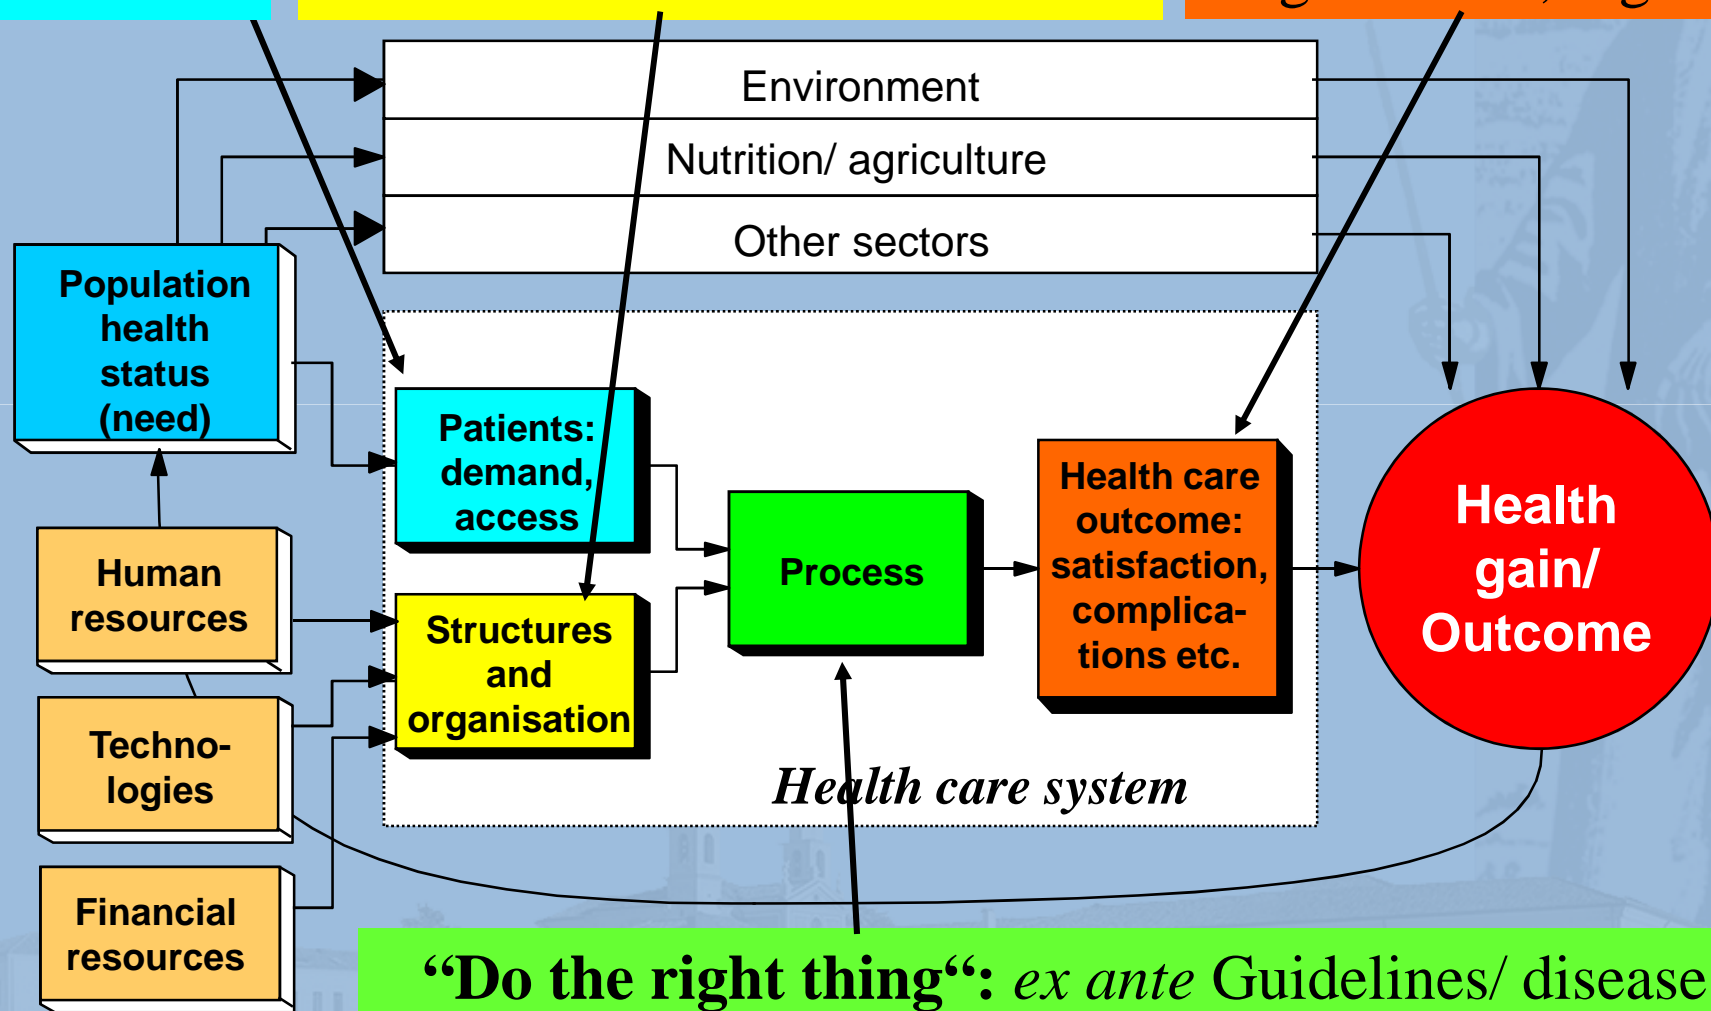 Environment
Nutrition/ agriculture
Other sectors
Population
health
status
(need)
Patients:
demand,
access
Human
resources
Structures
and
organisation
Process
Health care
outcome:
satisfaction,
complica-
tions etc.
Health
gain/
Outcome
Techno-
logies
Health care system
Financial
resources
“Do the right thing“: ex ante Guidelines/ disease